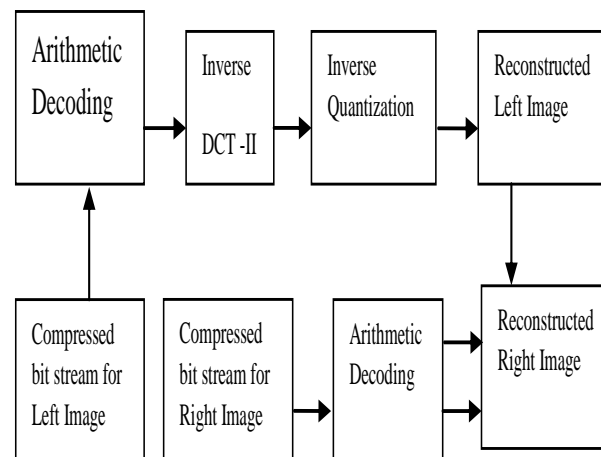 Arithmetic
Decoding
Inverse
DCT -II
Inverse
Quantization
Reconstructed
Left Image
Compressed
bit stream for
Left Image
Compressed
bit stream for
Right Image
Arithmetic
Decoding
Reconstructed
Right Image